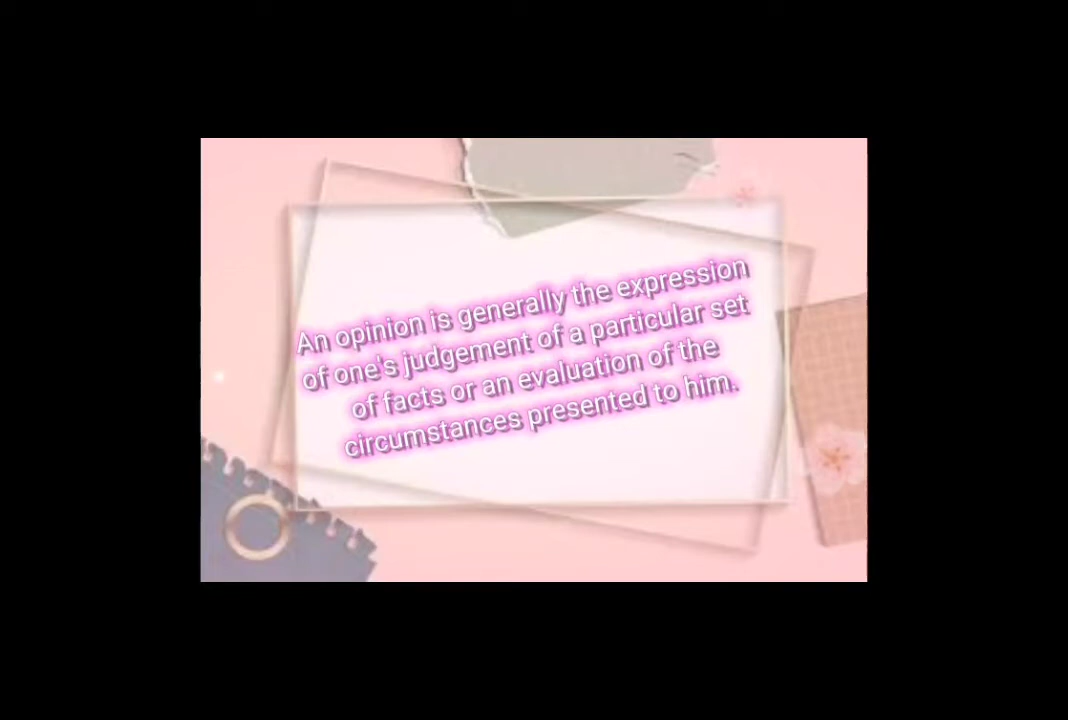 An opinion is generally the expression
of one's judgement of a particular set
of facts or an evaluation of the
circumstances presented to him.